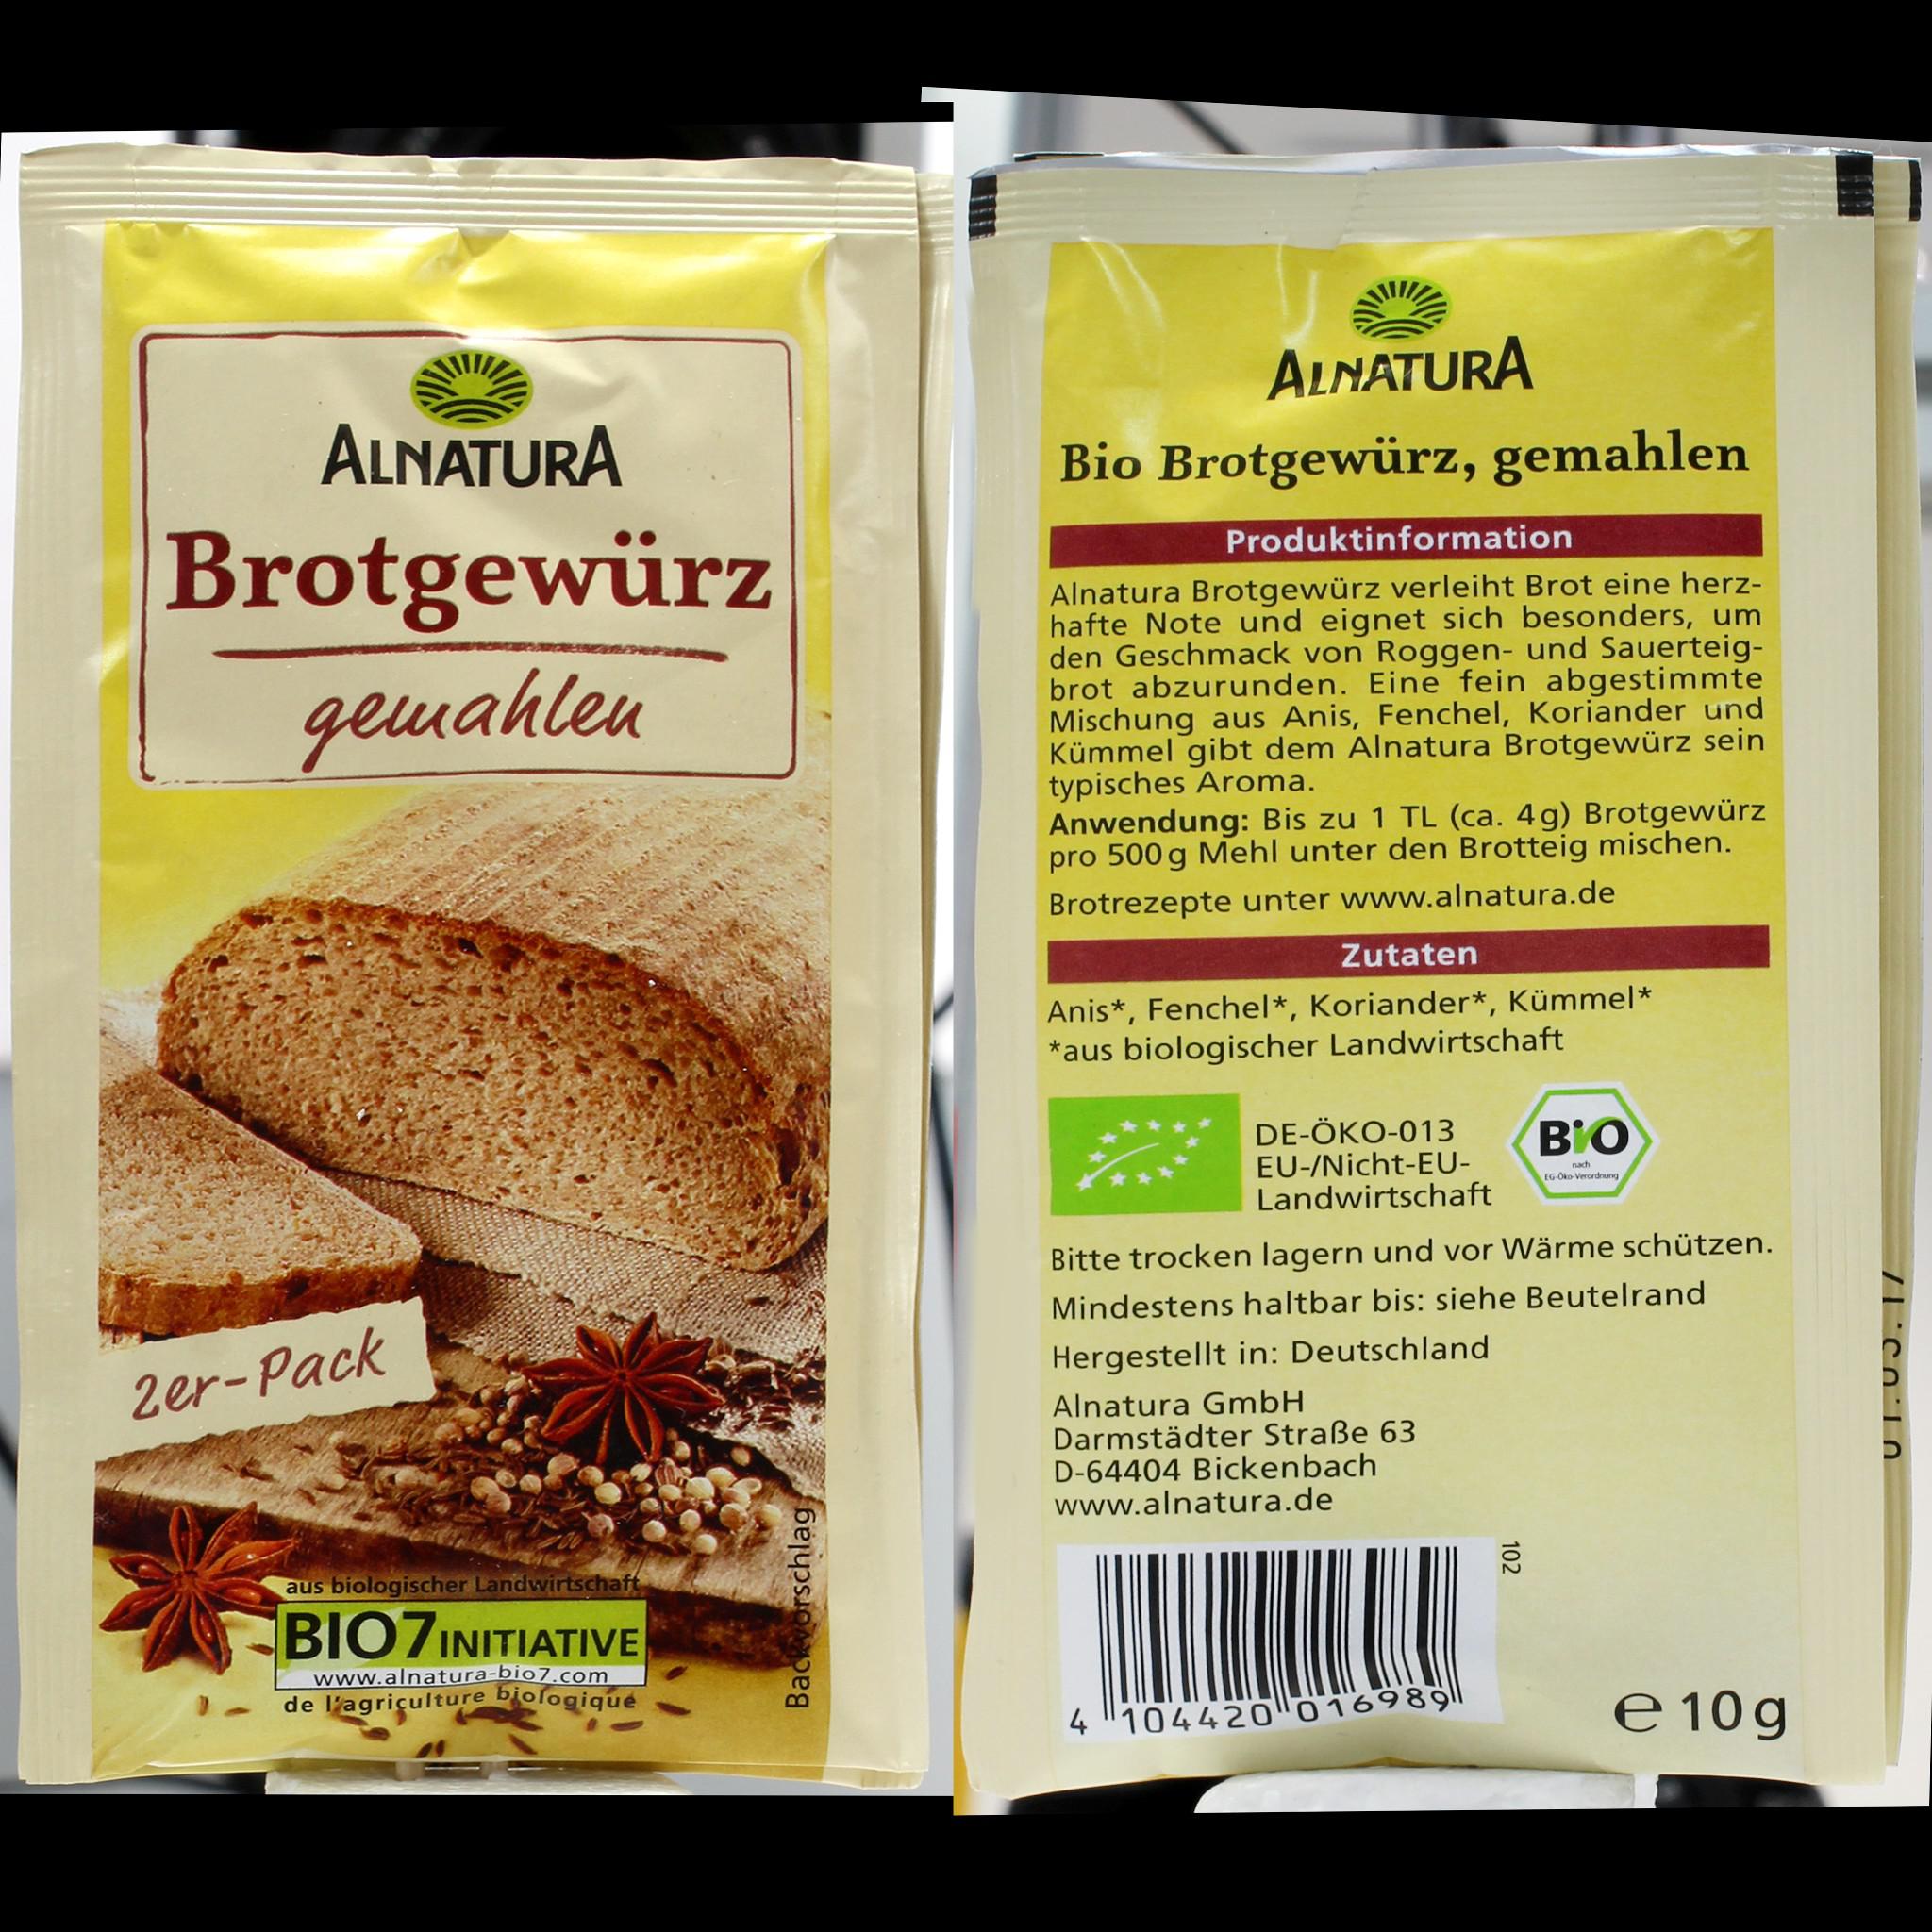 ALNATURA
Brotgewürz
gemahlen
2er-Pack
aus biologischer Landwirtschaft
BIO7 INITIATIVE
www.alnatura-bio7.com
de l'agriculture biologique
Backvorschlag
ALNATURA
Bio Brotgewürz, gemahlen
Produktinformation
Alnatura Brotgewürz verleiht Brot eine herz-
hafte Note und eignet sich besonders, um
den Geschmack von Roggen- und Sauerteig-
brot abzurunden. Eine fein abgestimmte
Mischung aus Anis, Fenchel, Koriander und
Kümmel gibt dem Alnatura Brotgewürz sein
typisches Aroma.
Anwendung: Bis zu 1 TL (ca. 4g) Brotgewürz
pro 500g Mehl unter den Brotteig mischen.
Brotrezepte unter www.alnatura.de
Zutaten
Anis*, Fenchel*, Koriander*, Kümmel*
*aus biologischer Landwirtschaft
DE-ÖKO-013
EU-/Nicht-EU-
Landwirtschaft
BiO
nach
EG-Öko-Verordnung
Bitte trocken lagern und vor Wärme schützen.
Mindestens haltbar bis: siehe Beutelrand
Hergestellt in: Deutschland
Alnatura GmbH
Darmstädter Straße 63
D-64404 Bickenbach
www.alnatura.de
102
4 104420 016989
e 10g